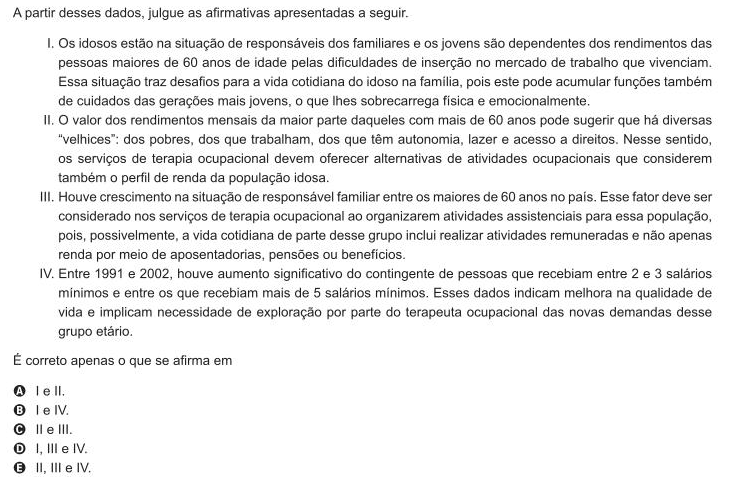 A partir desses dados, julgue as afirmativas apresentadas a seguir.
I. Os idosos estão na situação de responsáveis dos familiares e os jovens são dependentes dos rendimentos das
pessoas maiores de 60 anos de idade pelas dificuldades de inserção no mercado de trabalho que vivenciam.
Essa situação traz desafios para a vida cotidiana do idoso na família, pois este pode acumular funções também
de cuidados das gerações mais jovens, o que lhes sobrecarrega física e emocionalmente.
II. O valor dos rendimentos mensais da maior parte daqueles com mais de 60 anos pode sugerir que há diversas
“velhices”: dos pobres, dos que trabalham, dos que têm autonomia, lazer e acesso a direitos. Nesse sentido,
os serviços de terapia ocupacional devem oferecer alternativas de atividades ocupacionais que considerem
também o perfil de renda da população idosa.
III. Houve crescimento na situação de responsável familiar entre os maiores de 60 anos no país. Esse fator deve ser
considerado nos serviços de terapia ocupacional ao organizarem atividades assistenciais para essa população,
pois, possivelmente, a vida cotidiana de parte desse grupo inclui realizar atividades remuneradas e não apenas
renda por meio de aposentadorias, pensões ou benefícios.
IV. Entre 1991 e 2002, houve aumento significativo do contingente de pessoas que recebiam entre 2 e 3 salários
mínimos e entre os que recebiam mais de 5 salários mínimos. Esses dados indicam melhora na qualidade de
vida e implicam necessidade de exploração por parte do terapeuta ocupacional das novas demandas desse
grupo etário.
É correto apenas o que se afirma em
A I e II.
B I e IV.
C II e III.
D I, III e IV.
E II, III e IV.